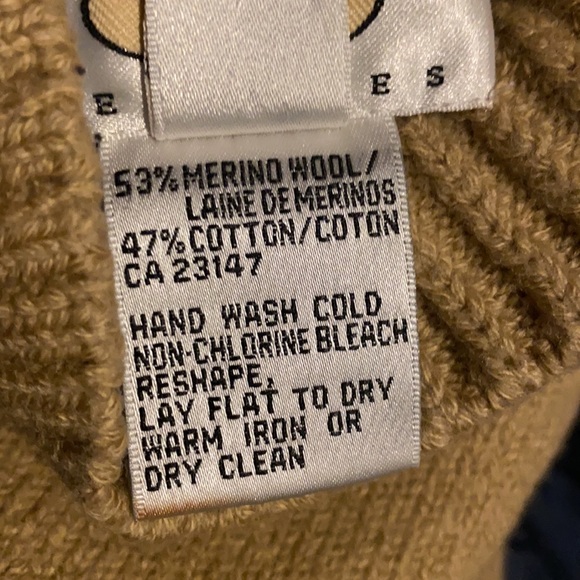 E
E S
53% MERINO WOOL/
LAINE DE MERINOS
47% COTTON/COTON
CA 23147
HAND WASH COLD
NON-CHLORINE BLEACH
RESHAPE,
LAY FLAT TO DRY
WARM IRON OR
DRY CLEAN